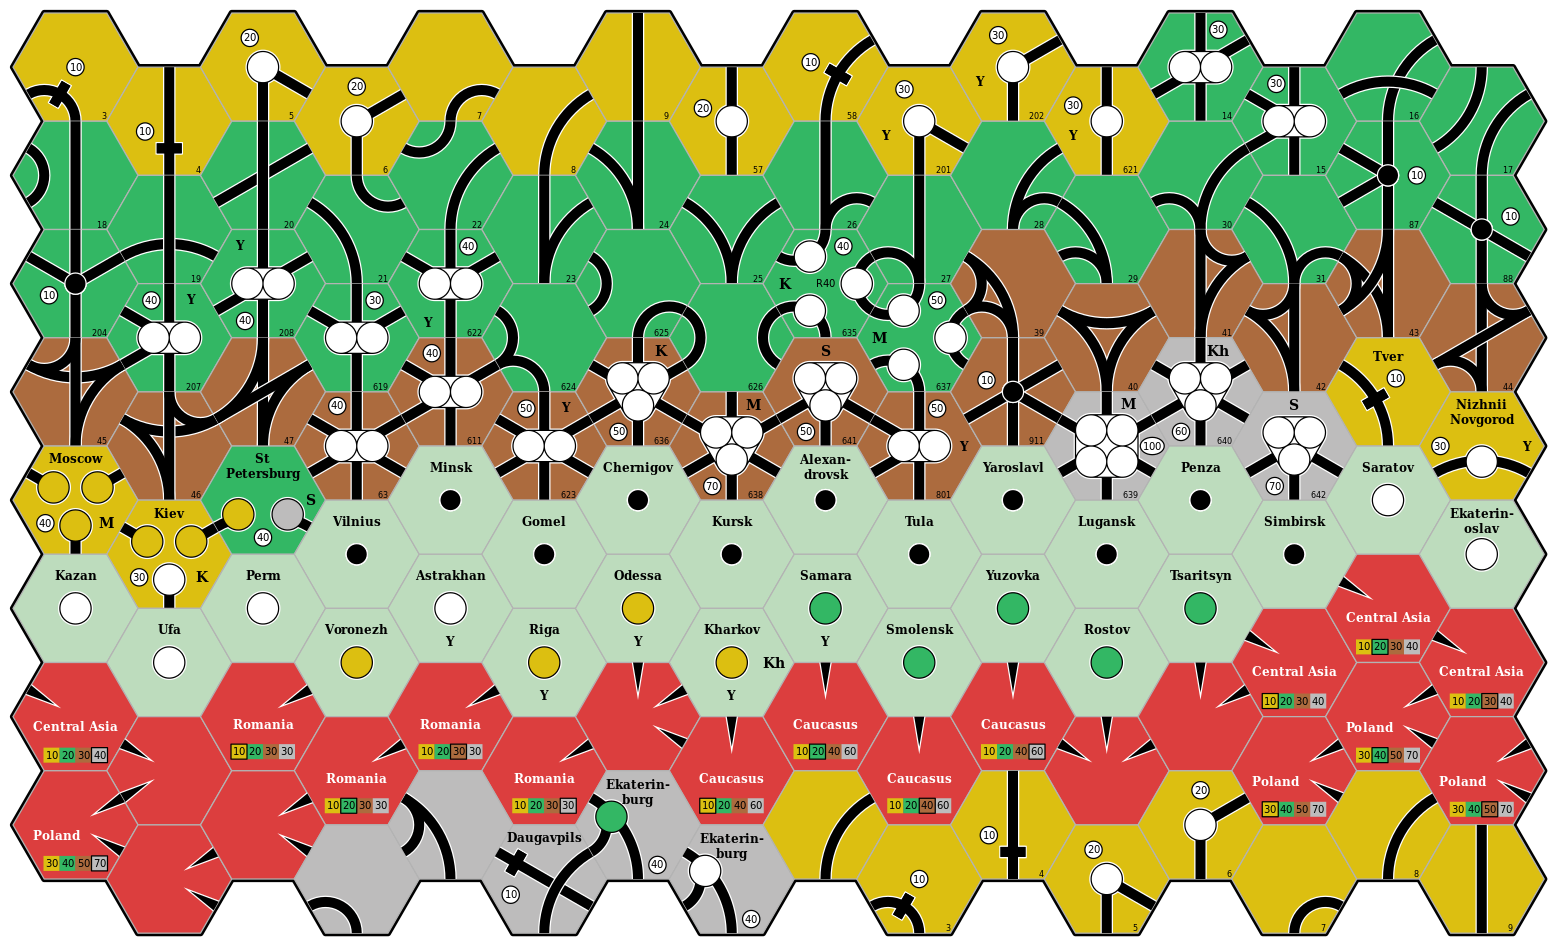 30
20
10
30
10
20
30
30
3
5
7
9
20
58
30
202
30
14
16
10
4
6
8
57
Y
201
Y
621
15
17
Y
18
20
22
24
26
28
30
87
10
19
21
23
25
27
29
31
88
10
Y
40
40
K
R40
10
204
40
Y
208
40
30
622
Y
625
635
50
M
39
41
43
207
619
40
624
K
626
S
637
10
40
Kh
42
Tver
10
44
45
47
40
611
50
Y
50
636
M
50
641
50
Y
911
M
60
640
100
S
Nizhnii
Novgorod
30
Y
Moscow
40
M
46
St
Petersburg
S
40
63
Minsk
623
Chernigov
70
638
Alexan-
drovsk
801
Yaroslavl
639
Penza
70
642
Saratov
Kiev
30
K
Vilnius
Gomel
Kursk
Tula
Lugansk
Simbirsk
Ekaterin-
oslav
Kazan
Perm
Astrakhan
Y
Odessa
Y
Samara
Y
Yuzovka
Tsaritsyn
Central Asia
10 20 30 40
Ufa
Voronezh
Riga
Y
Kharkov
Kh
Y
Smolensk
Rostov
Central Asia
10 20 30 40
Central Asia
10 20 30 40
Central Asia
10 20 30 40
Romania
10 20 30 30
Romania
10 20 30 30
Caucasus
10 20 40 60
Caucasus
10 20 40 60
Poland
30 40 50 70
Romania
10 20 30 30
Romania
10 20 30 30
Caucasus
10 20 40 60
Caucasus
10 20 40 60
Poland
30 40 50 70
Poland
30 40 50 70
Poland
30 40 50 70
Ekaterin-
burg
40
20
10
Daugavpils
10
Ekaterin-
burg
40
10
3
4
20
5
6
7
8
9